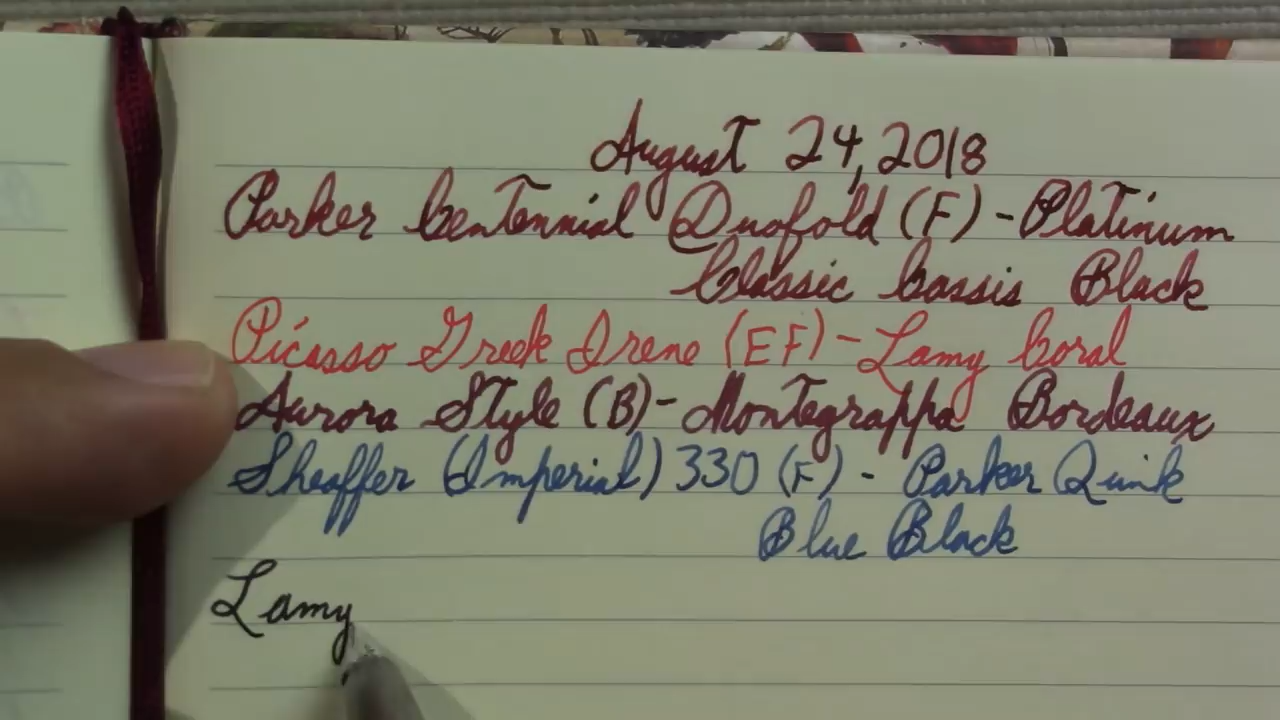 August 24, 2018
Parker Centennial Duofold (F) - Platinum
Classic Cassis Black
Picasso Greek Irene (EF) - Lamy Coral
Aurora Style (B) - Montegrappa Bordeaux
Sheaffer (Imperial) 330 (F) - Parker Quink
Blue Black
Lamy